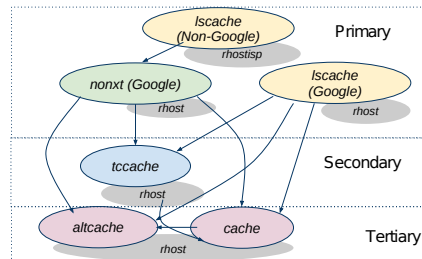 lscache
(Non-Google)
Primary
rhostisp
nonxt (Google)
lscache
(Google)
rhost
rhost
tccache
Secondary
rhost
altcache
cache
Tertiary
rhost